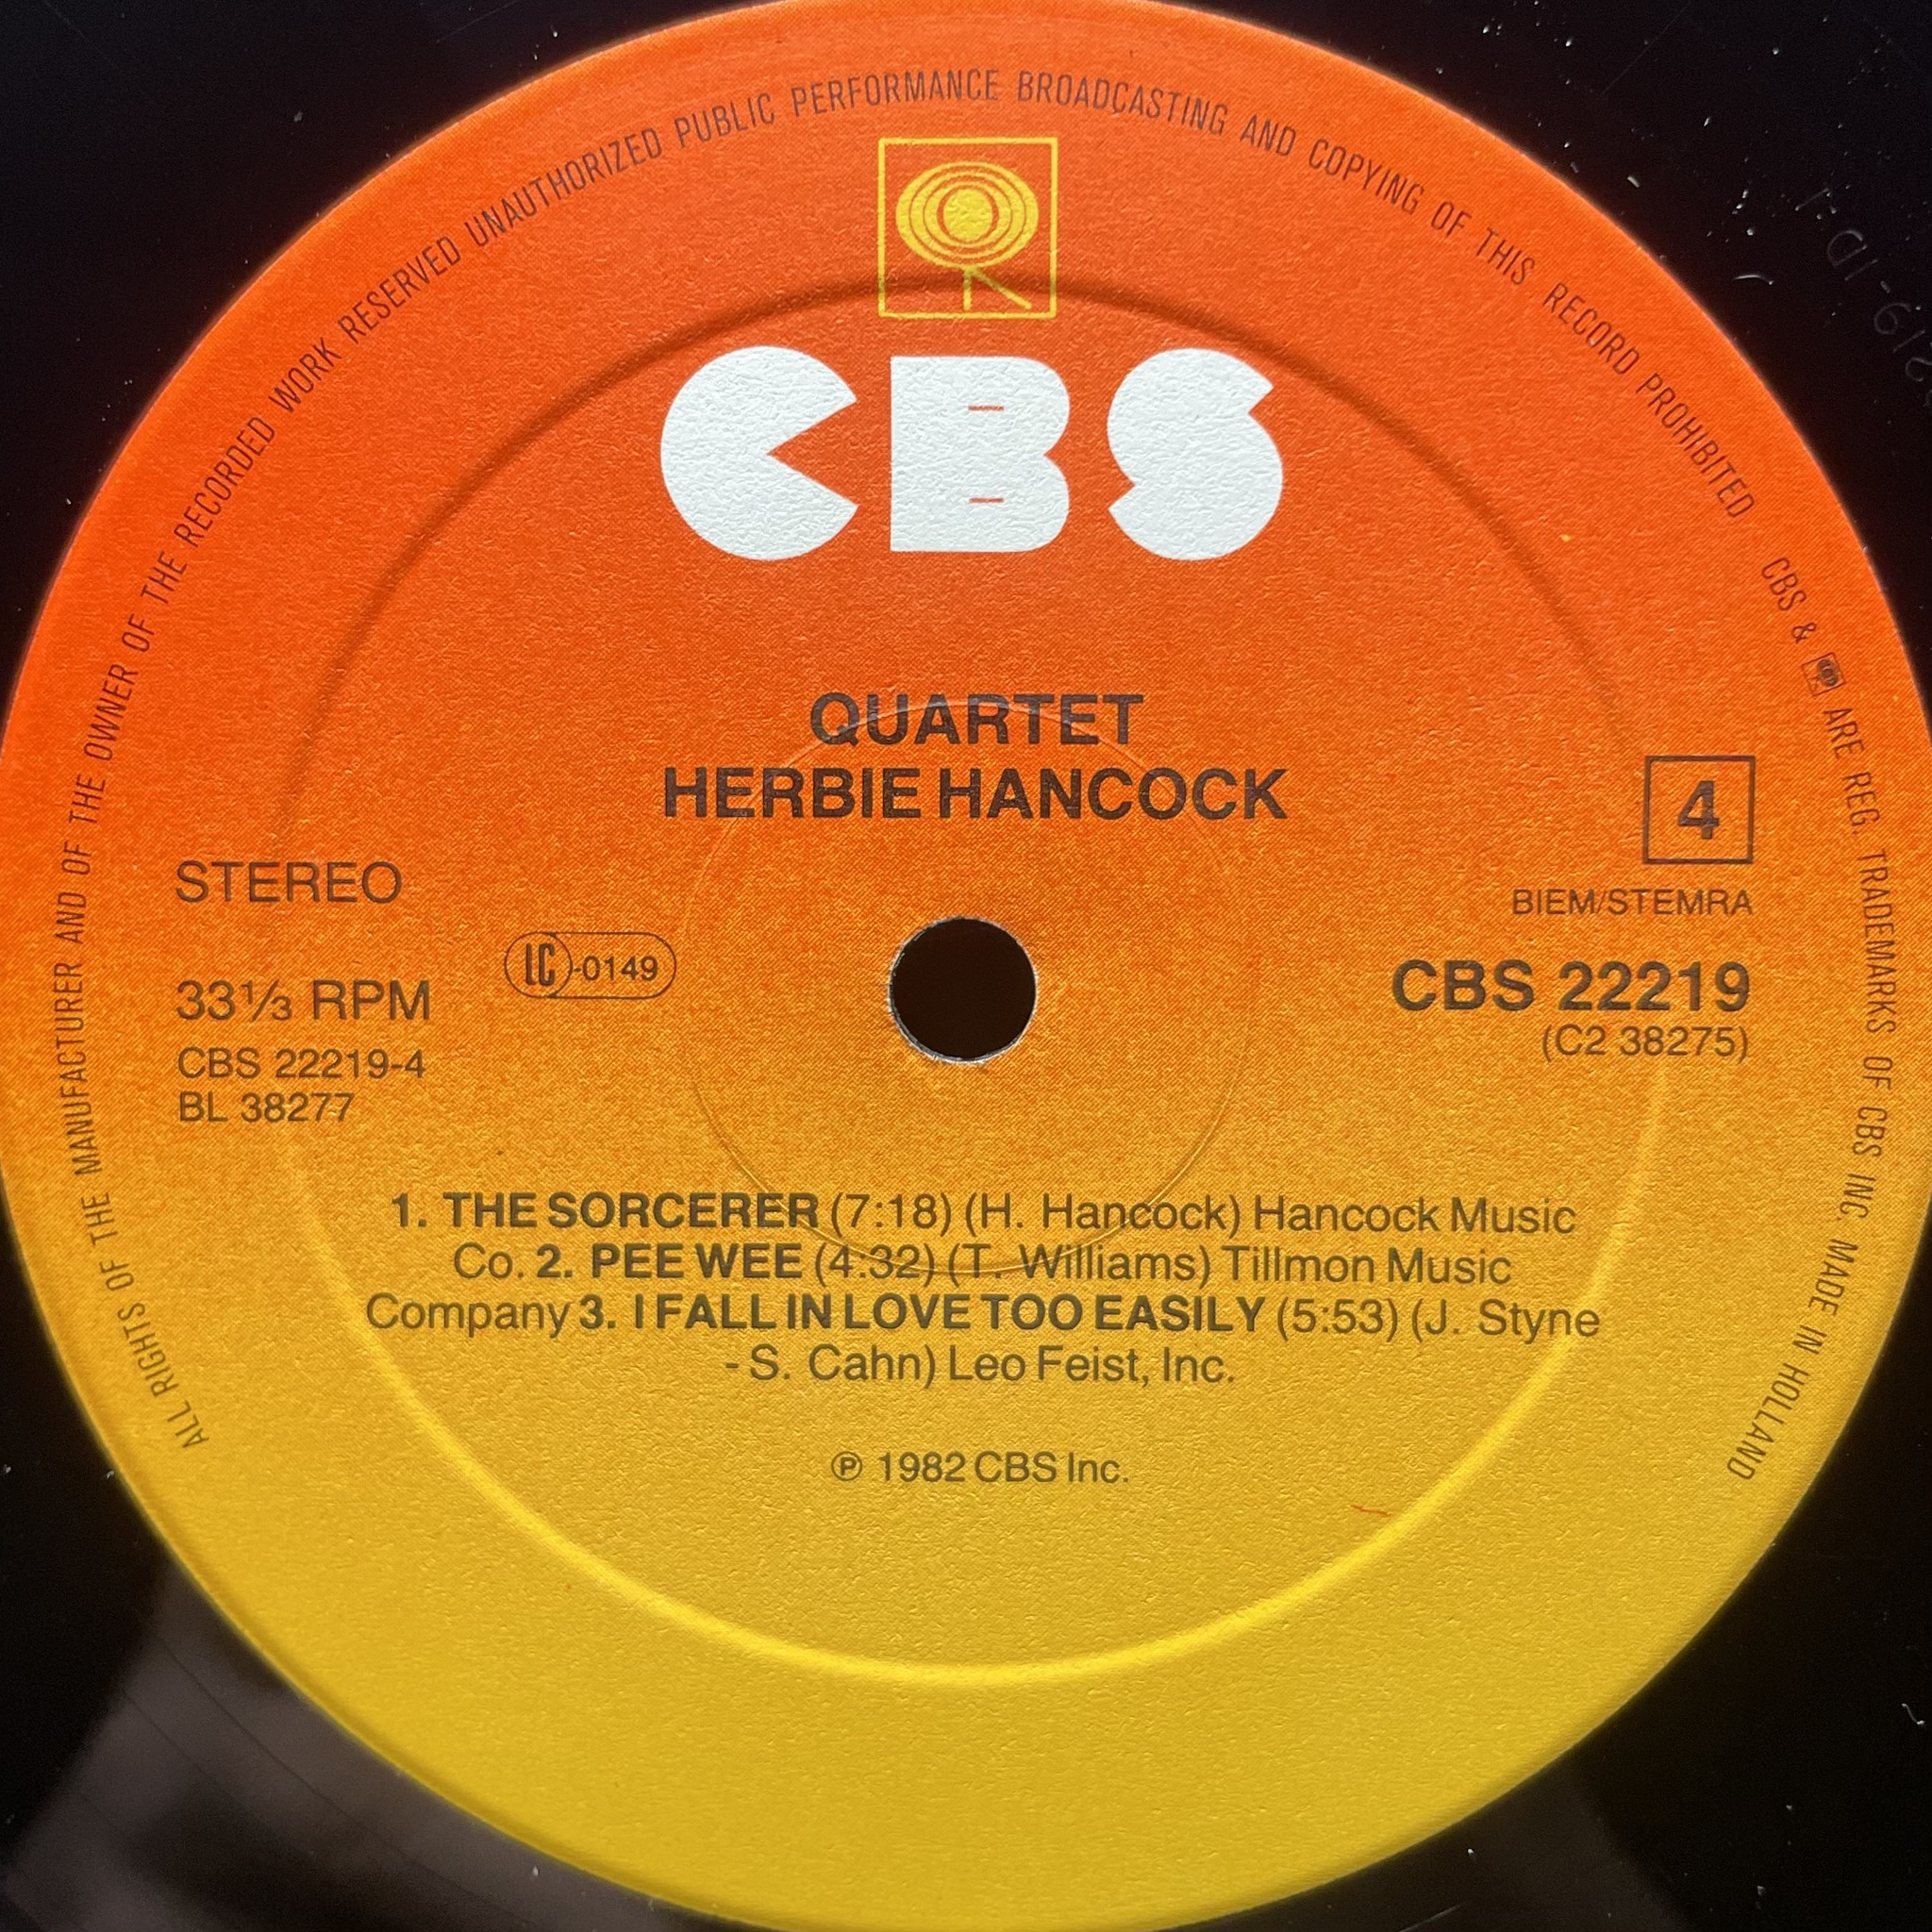 ALL RIGHTS OF THE MANUFACTURER AND OF THE OWNER OF THE RECORDED WORK RESERVED UNAUTHORIZED PUBLIC PERFORMANCE BROADCASTING AND COPYING OF THIS RECORD PROHIBITED
CBS & ARE REG. TRADEMARKS OF CBS INC. MADE IN HOLLAND
CBS
QUARTET
HERBIE HANCOCK
4
STEREO
BIEM/STEMRA
LC-0149
33⅓ RPM
CBS 22219
(C2 38275)
CBS 22219-4
BL 38277
1. THE SORCERER (7:18) (H. Hancock) Hancock Music
Co. 2. PEE WEE (4:32) (T. Williams) Tillmon Music
Company 3. I FALL IN LOVE TOO EASILY (5:53) (J. Styne
- S. Cahn) Leo Feist, Inc.
℗ 1982 CBS Inc.